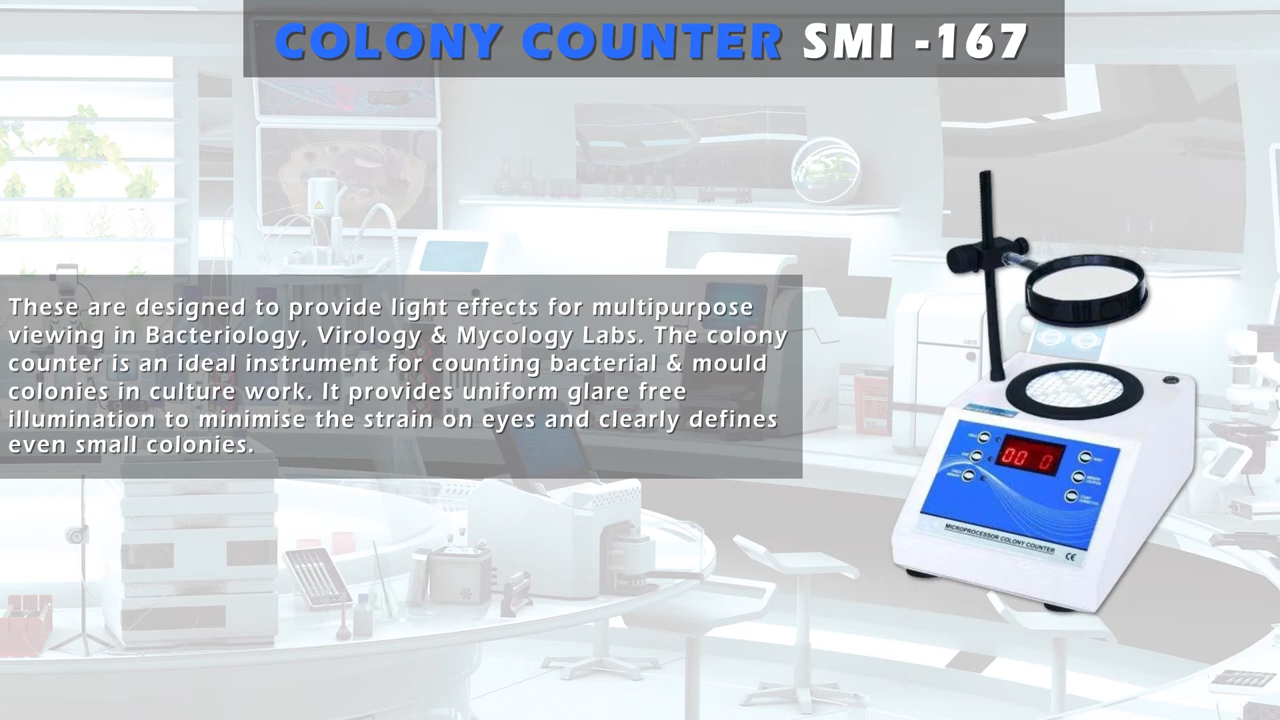 COLONY COUNTER SMI -167
These are designed to provide light effects for multipurpose
viewing in Bacteriology, Virology & Mycology Labs. The colony
counter is an ideal instrument for counting bacterial & mould
colonies in culture work. It provides uniform glare free
illumination to minimise the strain on eyes and clearly defines
even small colonies.
00 0
MICROPROCESSOR COLONY COUNTER
CE